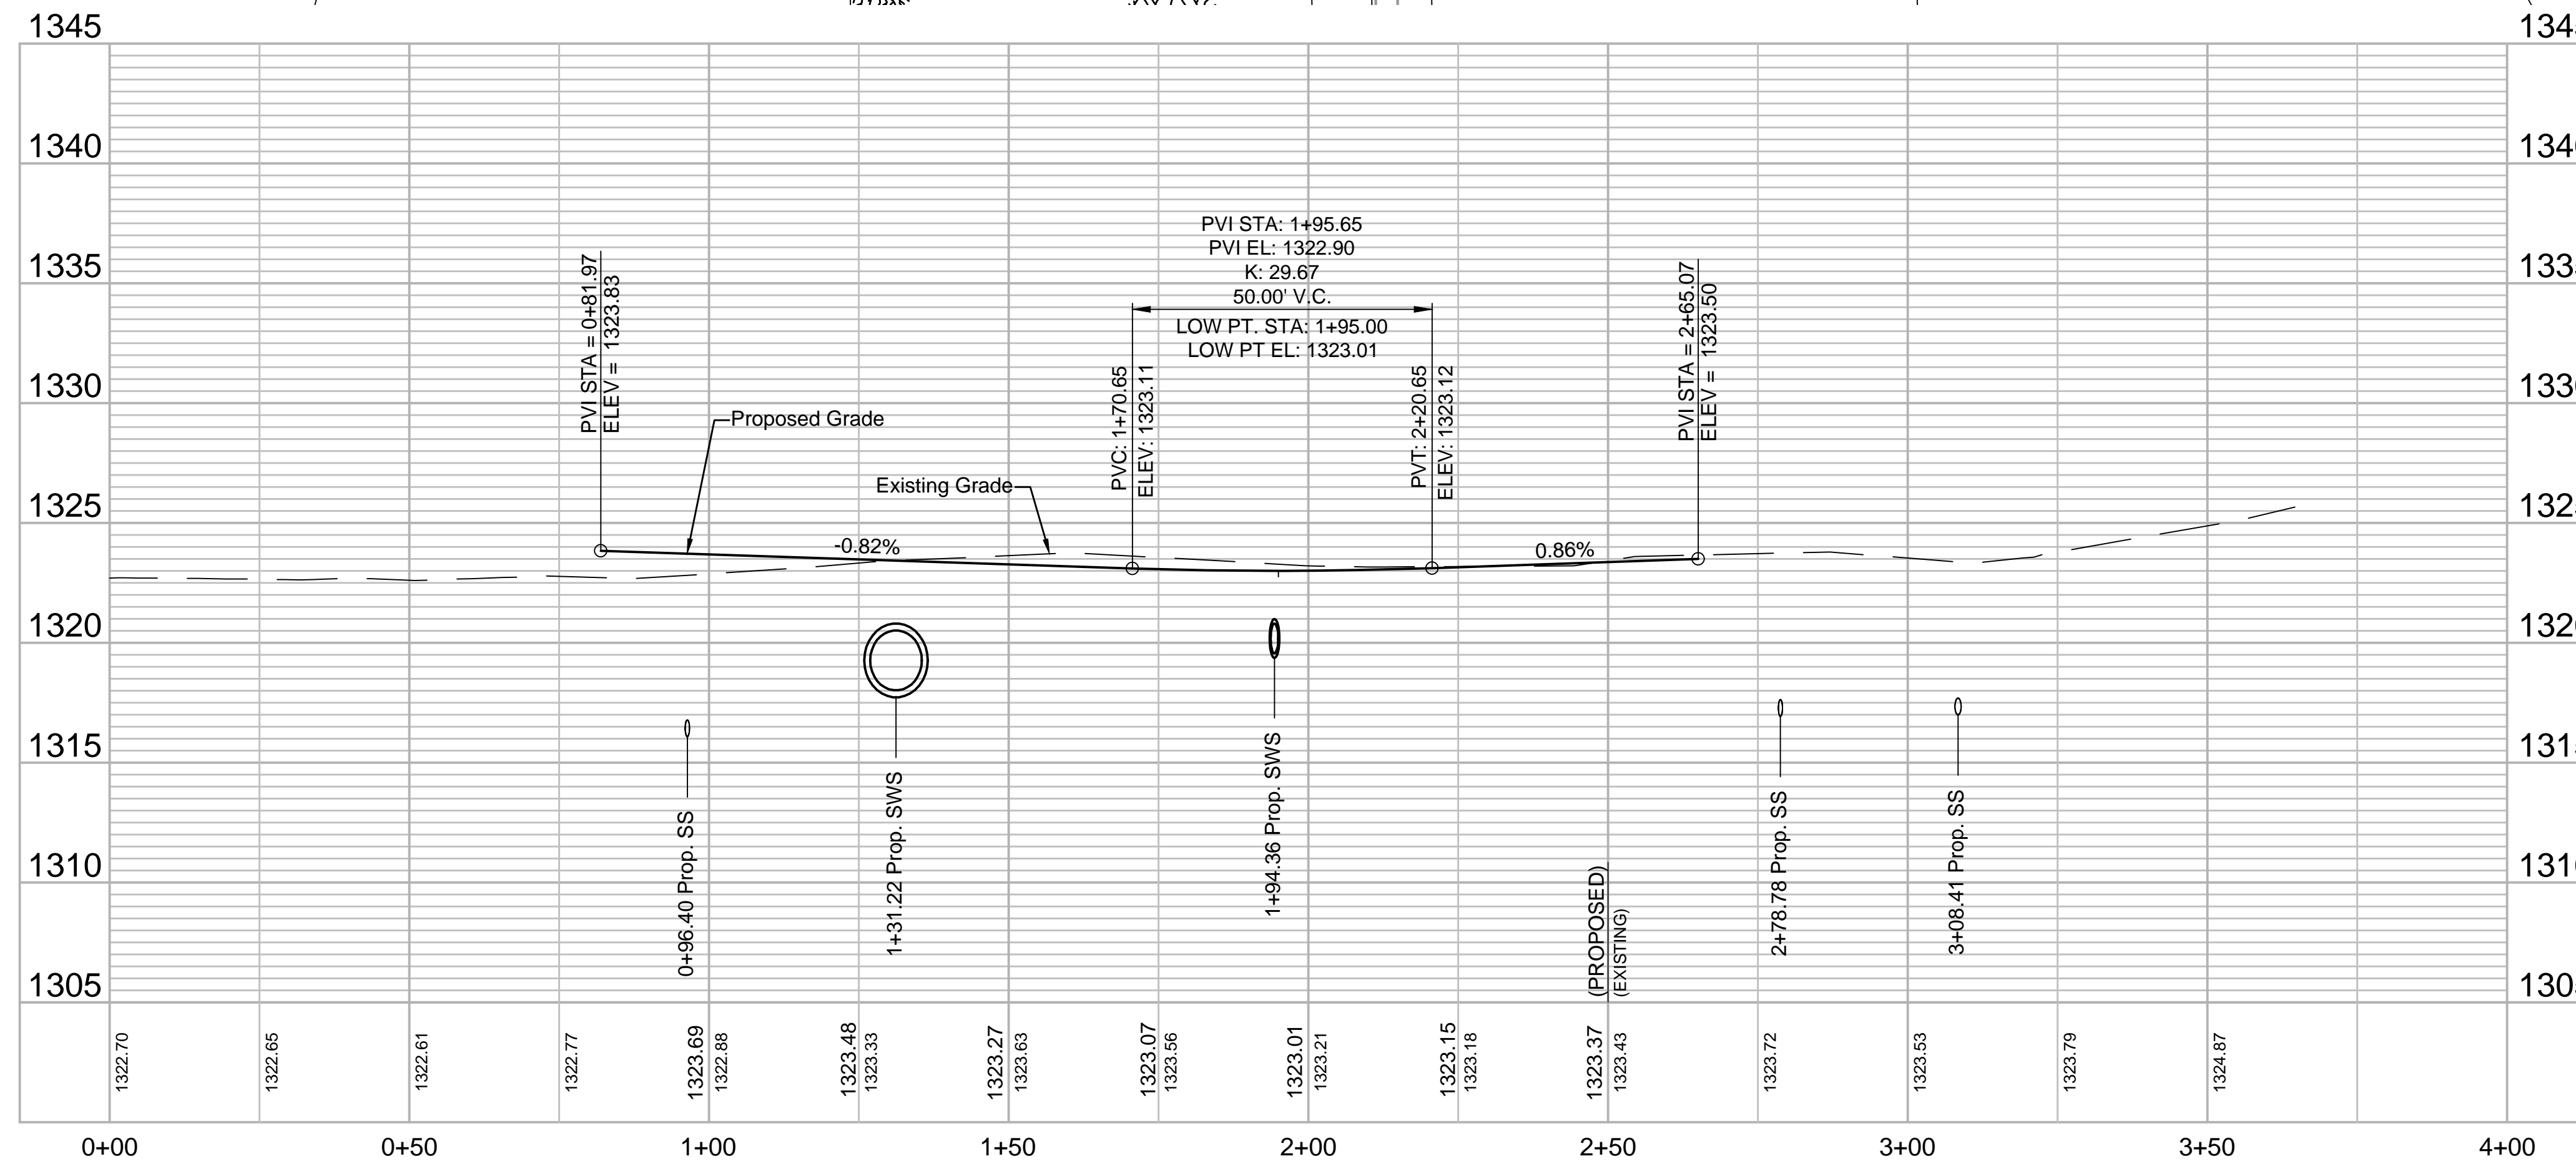 1345
1340
1335
1330
1325
1320
1315
1310
1305
PVI STA = 0+81.97
ELEV = 1323.83
Proposed Grade
-0.82%
Existing Grade
PVI STA: 1+95.65
PVI EL: 1322.90
K: 29.67
50.00' V.C.
LOW PT. STA: 1+95.00
LOW PT EL: 1323.01
PVC: 1+70.65
ELEV: 1323.11
PVT: 2+20.65
ELEV: 1323.12
0.86%
PVI STA = 2+65.07
ELEV = 1323.50
0+96.40 Prop. SS
1+31.22 Prop. SWS
1+94.36 Prop. SWS
(PROPOSED)
(EXISTING)
2+78.78 Prop. SS
3+08.41 Prop. SS
1322.70
1322.65
1322.61
1322.77
1323.69
1322.88
1323.48
1323.33
1323.27
1323.63
1323.07
1323.56
1323.01
1323.21
1323.15
1323.18
1323.37
1323.43
1323.72
1323.53
1323.79
1324.87
0+00 0+50 1+00 1+50 2+00 2+50 3+00 3+50 4+00